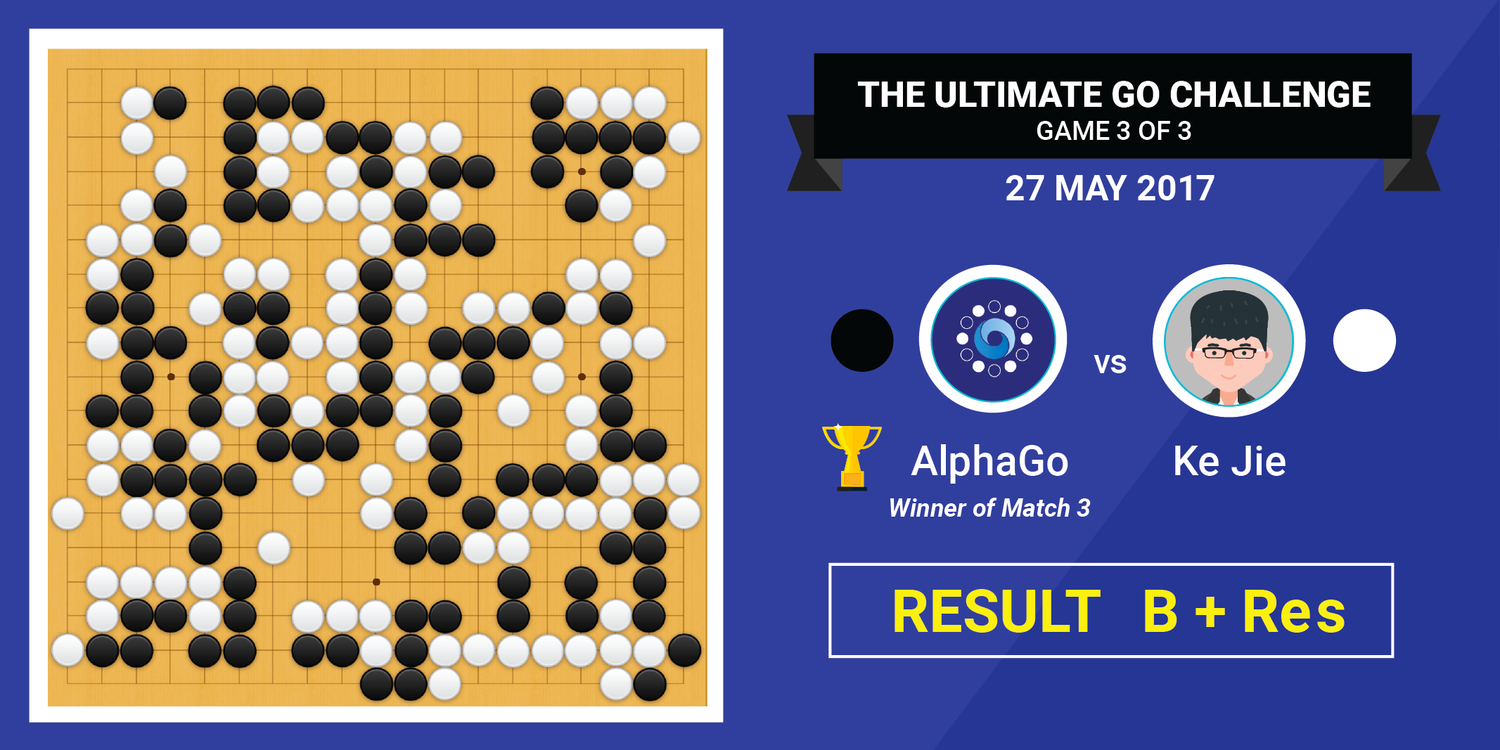 THE ULTIMATE GO CHALLENGE
GAME 3 OF 3
27 MAY 2017
VS
AlphaGo
Ke Jie
Winner of Match 3
RESULT B + Res